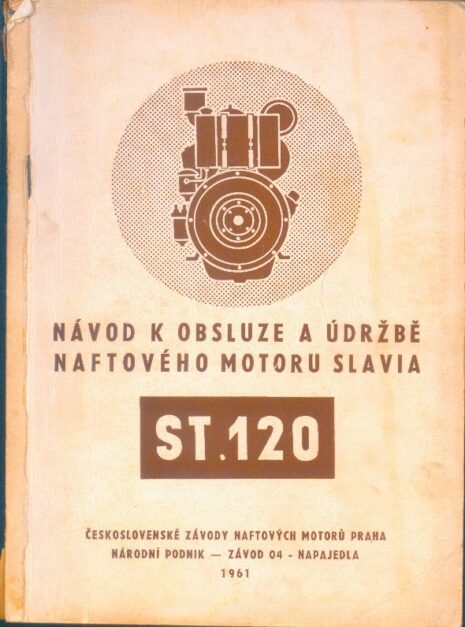 NÁVOD K OBSLUZE A ÚDRŽBĚ
NAFTOVÉHO MOTORU SLAVIA
ST.120
ČESKOSLOVENSKÉ ZÁVODY NAFTOVÝCH MOTORŮ PRAHA
NÁRODNÍ PODNIK — ZÁVOD 04 - NAPAJEDLA
1961